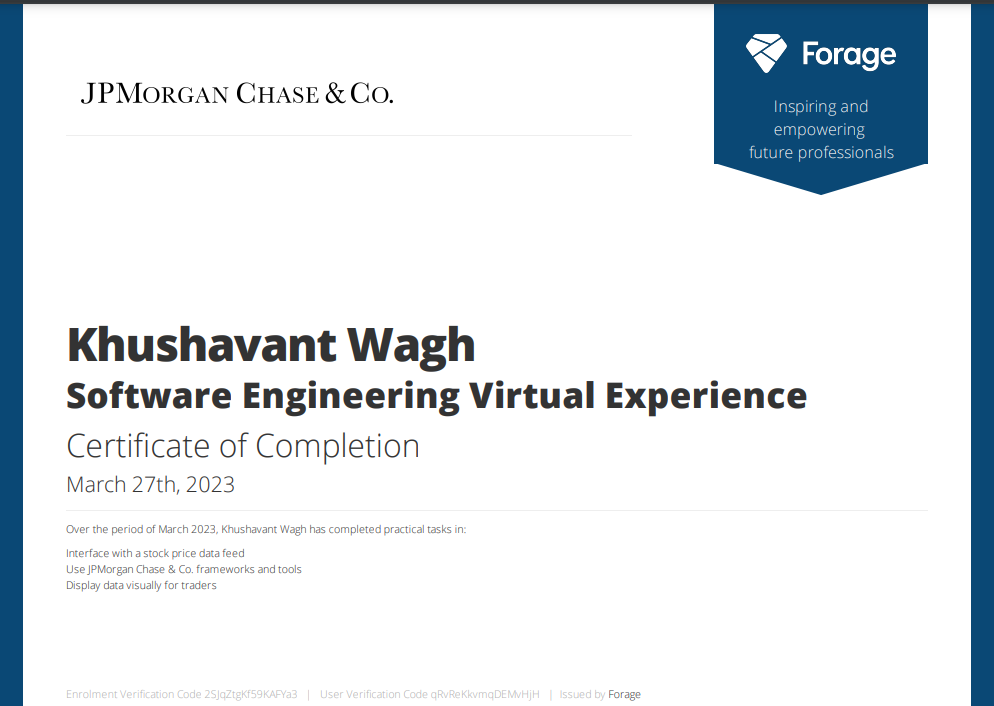 JPMORGAN CHASE & CO.
Forage
Inspiring and
empowering
future professionals
Khushavant Wagh
Software Engineering Virtual Experience
Certificate of Completion
March 27th, 2023
Over the period of March 2023, Khushavant Wagh has completed practical tasks in:
Interface with a stock price data feed
Use JPMorgan Chase & Co. frameworks and tools
Display data visually for traders
Enrolment Verification Code 2SJqZtgKf59KAFYa3 | User Verification Code qRvReKkvmqDEMvHjH | Issued by Forage